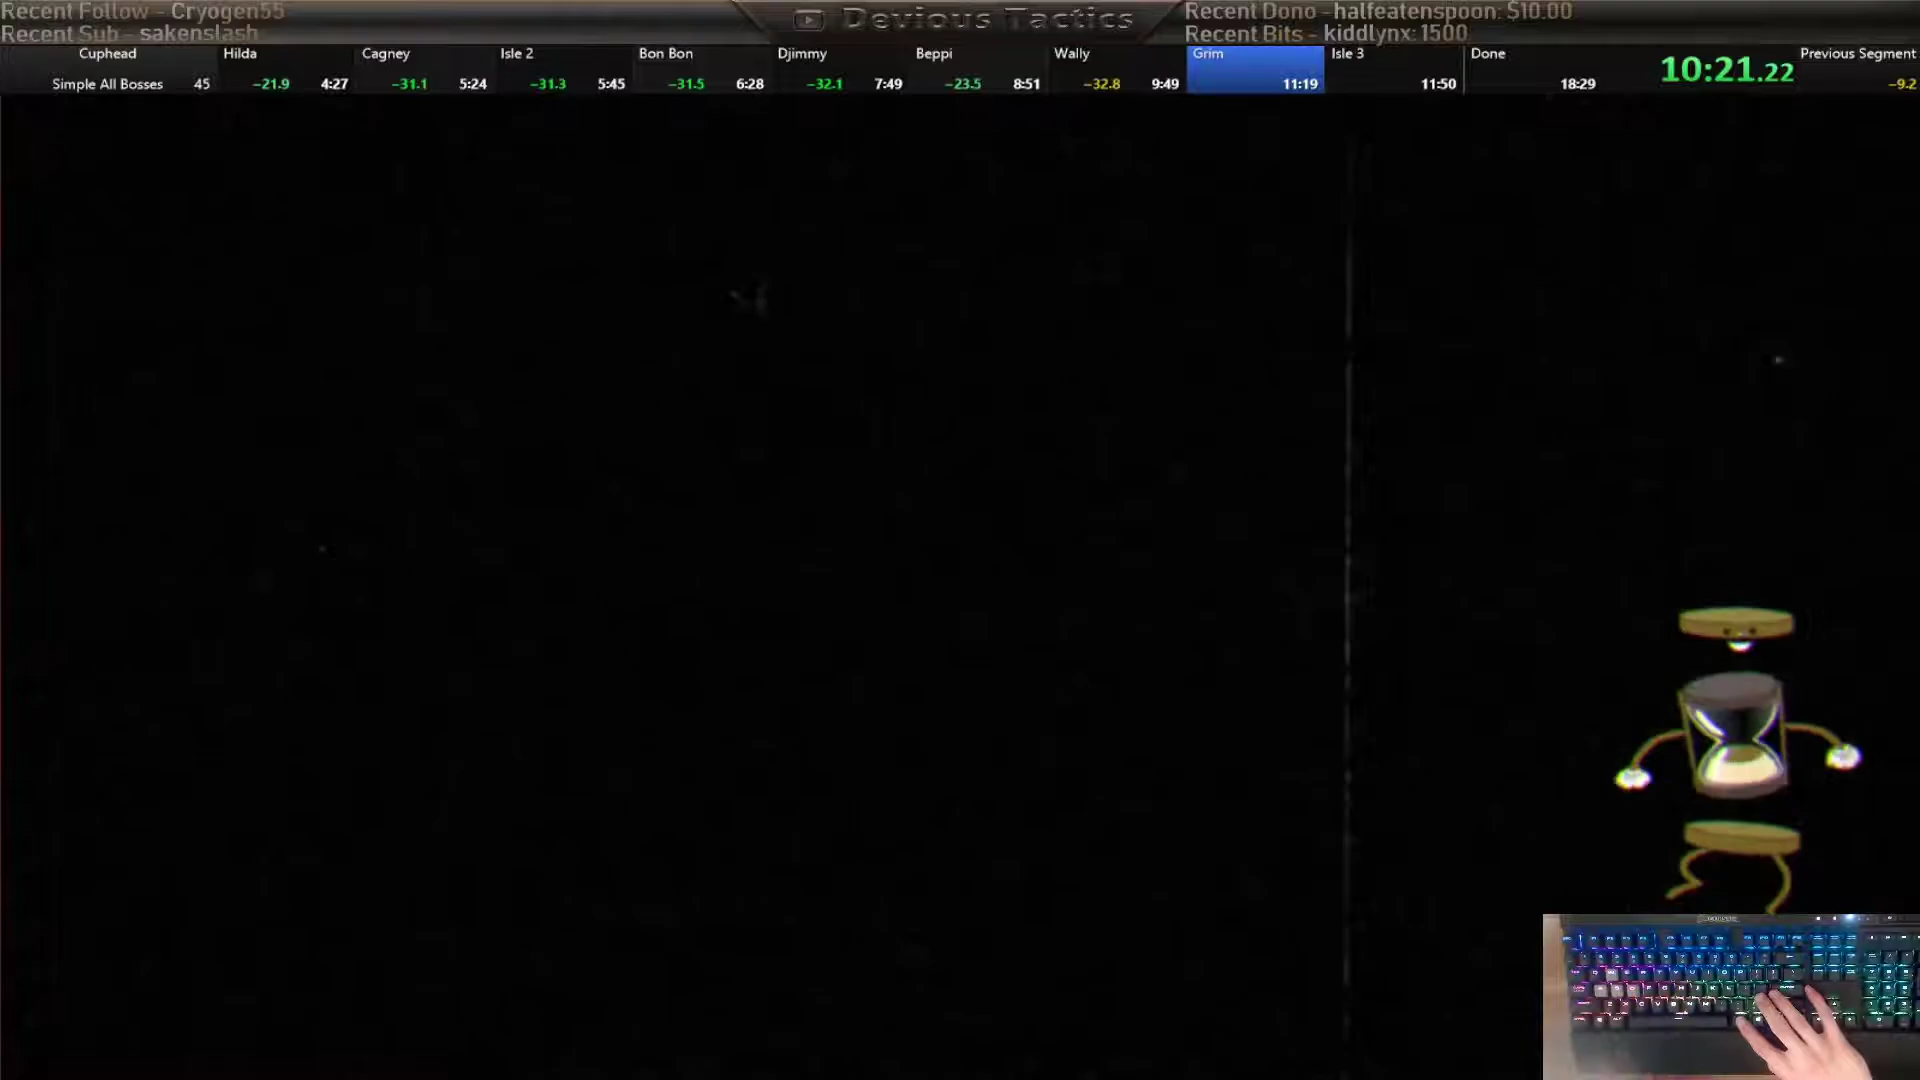 Recent Follow - Cryogen55
Recent Sub - sakenslash
Devious Tactics
Recent Dono - halfeatenspoon: $10.00
Recent Bits - kiddlynx: 1500
Cuphead Hilda Cagney Isle 2 Bon Bon Djimmy Beppi Wally Grim Isle 3 Done 10:21.22 Previous Segment
Simple All Bosses 45 −21.9 4:27 −31.1 5:24 −31.3 5:45 −31.5 6:28 −32.1 7:49 −23.5 8:51 −32.8 9:49 11:19 11:50 18:29 −9.2